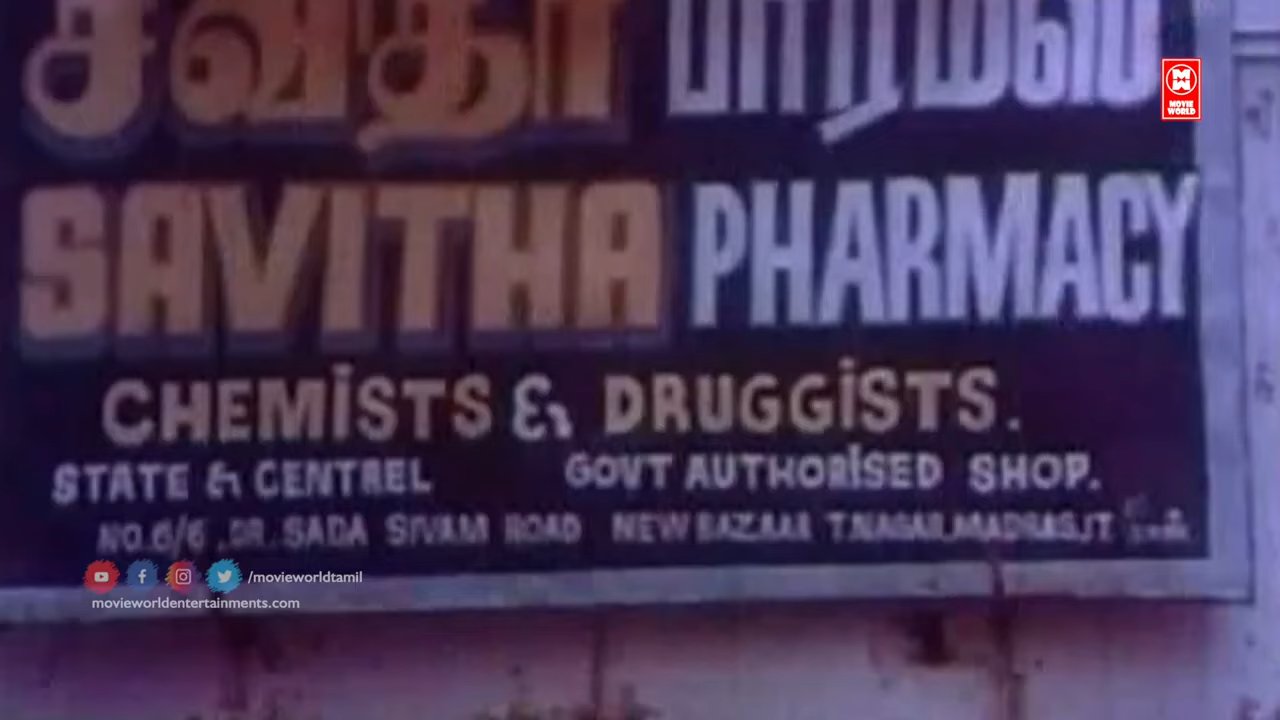 சவிதா பார்மஸி
MOVIE
WORLD
SAVITHA PHARMACY
CHEMiSTS & DRUGGiSTS.
STATE & CENTREL GOVT AUTHORiSED SHOP.
NO.6/6 .DR. SADA SIVAM ROAD NEW BAZAAR T.NAGAR,MADRAS,17
/movieworldtamil
movieworldentertainments.com